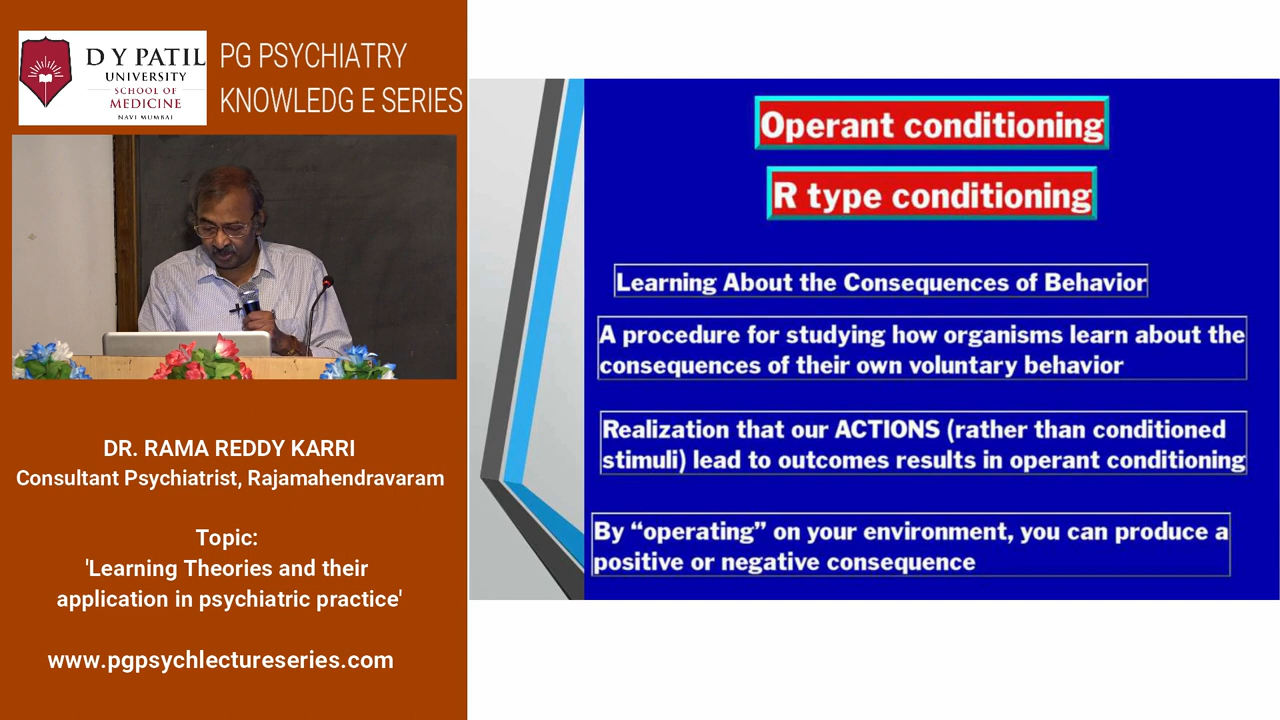 D Y PATIL
UNIVERSITY
SCHOOL OF
MEDICINE
NAVI MUMBAI
PG PSYCHIATRY
KNOWLEDG E SERIES
DR. RAMA REDDY KARRI
Consultant Psychiatrist, Rajamahendravaram
Topic:
'Learning Theories and their
application in psychiatric practice'
www.pgpsychlectureseries.com
Operant conditioning
R type conditioning
Learning About the Consequences of Behavior
A procedure for studying how organisms learn about the
consequences of their own voluntary behavior
Realization that our ACTIONS (rather than conditioned
stimuli) lead to outcomes results in operant conditioning
By “operating” on your environment, you can produce a
positive or negative consequence